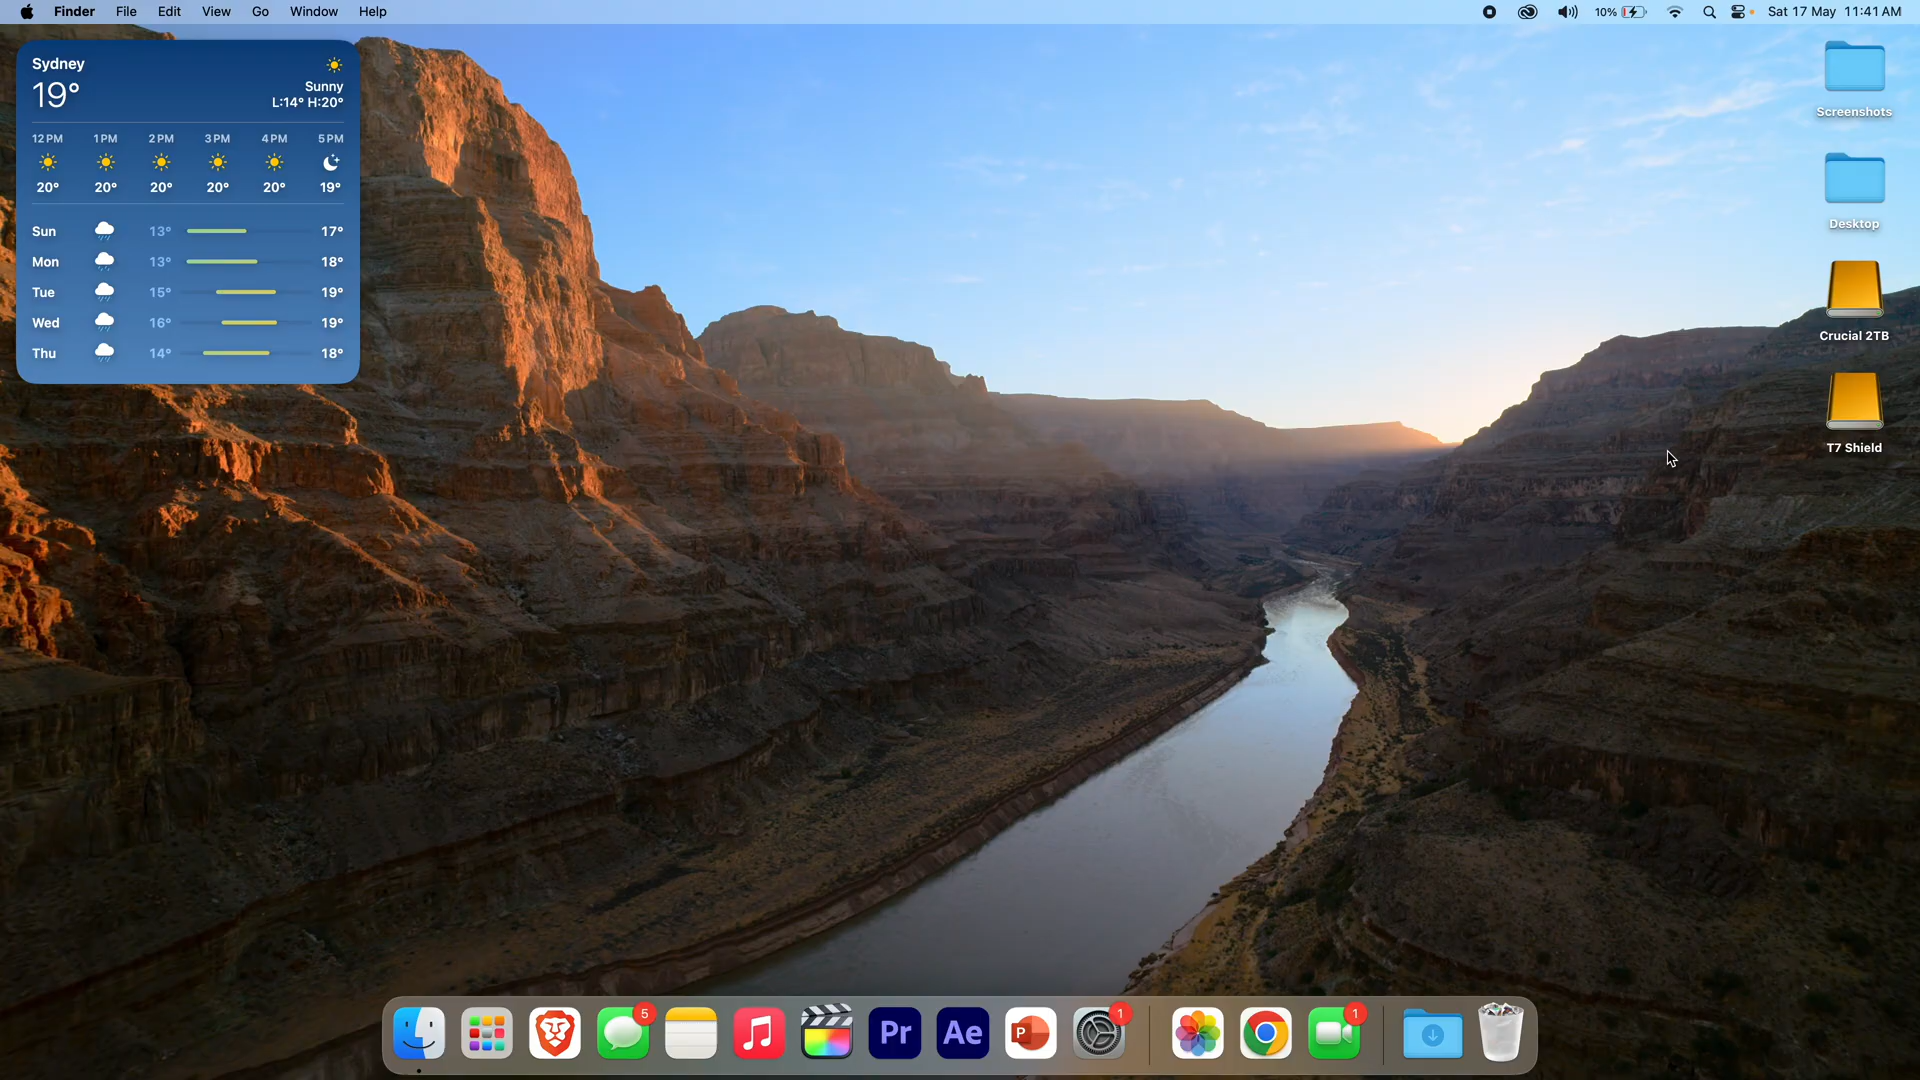 Finder File Edit View Go Window Help
10% Sat 17 May 11:41 AM
Sydney
19°
Sunny
L:14° H:20°
12 PM 1 PM 2 PM 3 PM 4 PM 5 PM
20° 20° 20° 20° 20° 19°
Sun 13° 17°
Mon 13° 18°
Tue 15° 19°
Wed 16° 19°
Thu 14° 18°
Screenshots
Desktop
Crucial 2TB
T7 Shield
5 1 1
Pr Ae P